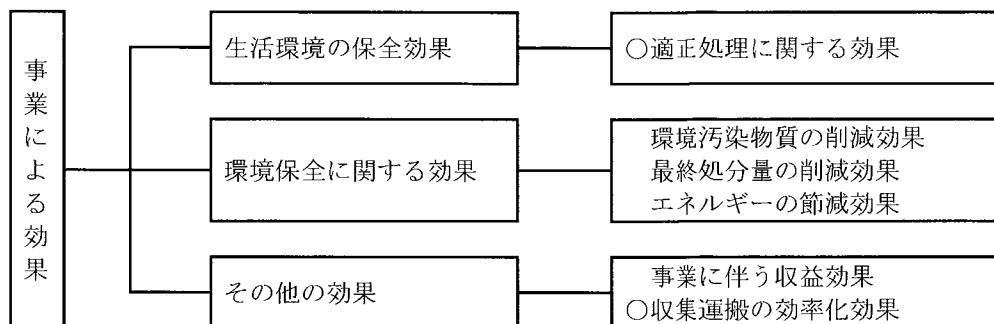 事業による効果
生活環境の保全効果
○適正処理に関する効果
環境保全に関する効果
環境汚染物質の削減効果
最終処分量の削減効果
エネルギーの節減効果
その他の効果
事業に伴う収益効果
○収集運搬の効率化効果